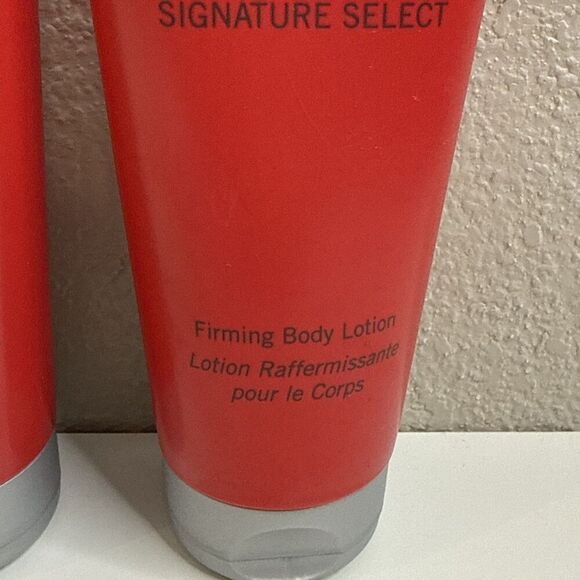 SIGNATURE SELECT
Firming Body Lotion
Lotion Raffermissante
pour le Corps